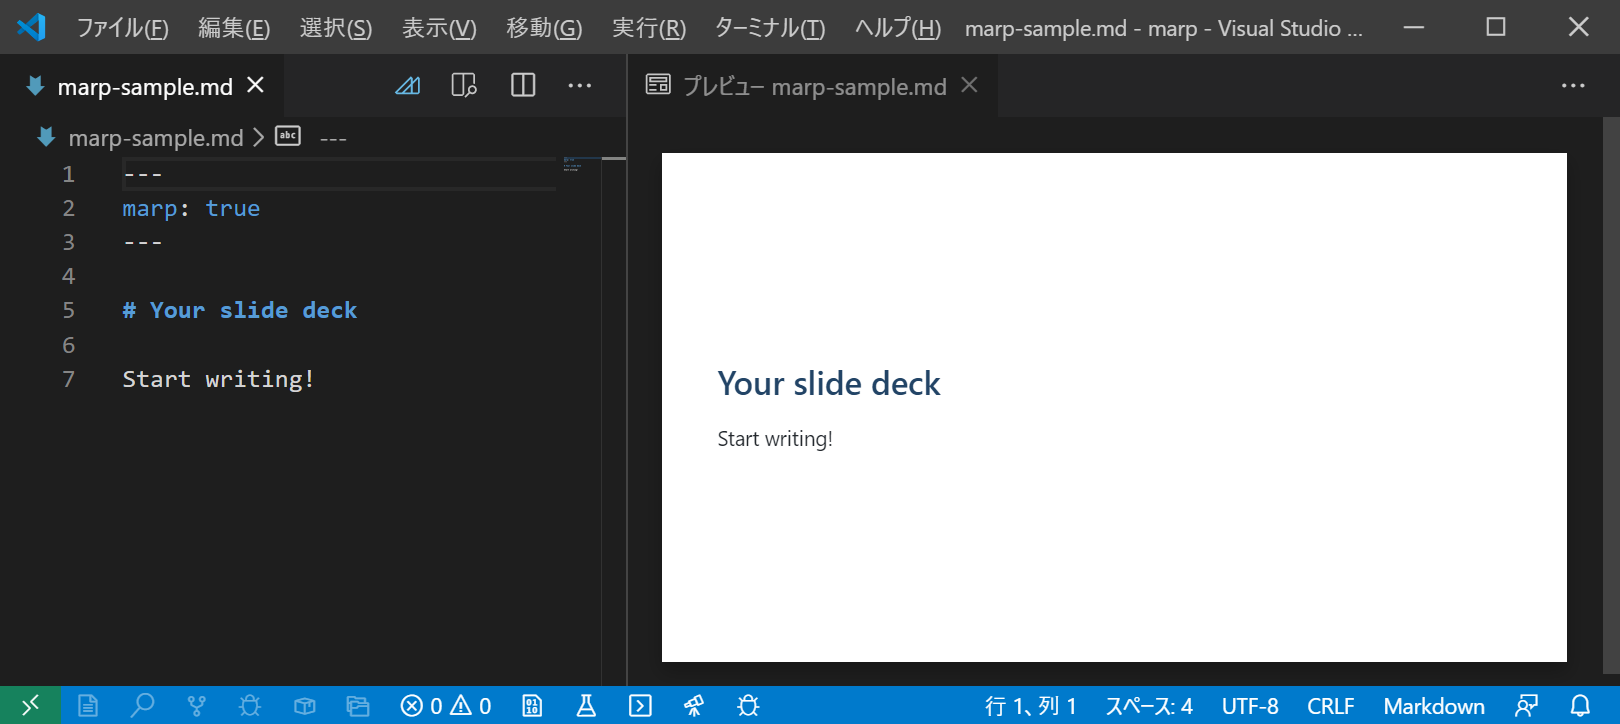 ファイル(F) 編集(E) 選択(S) 表示(V) 移動(G) 実行(R) ターミナル(T) ヘルプ(H) marp-sample.md - marp - Visual Studio ...
marp-sample.md
プレビュー marp-sample.md
marp-sample.md > abc ---
1 ---
2 marp: true
3 ---
4
5 # Your slide deck
6
7 Start writing!
Your slide deck
Start writing!
0 0 行 1、列 1 スペース: 4 UTF-8 CRLF Markdown